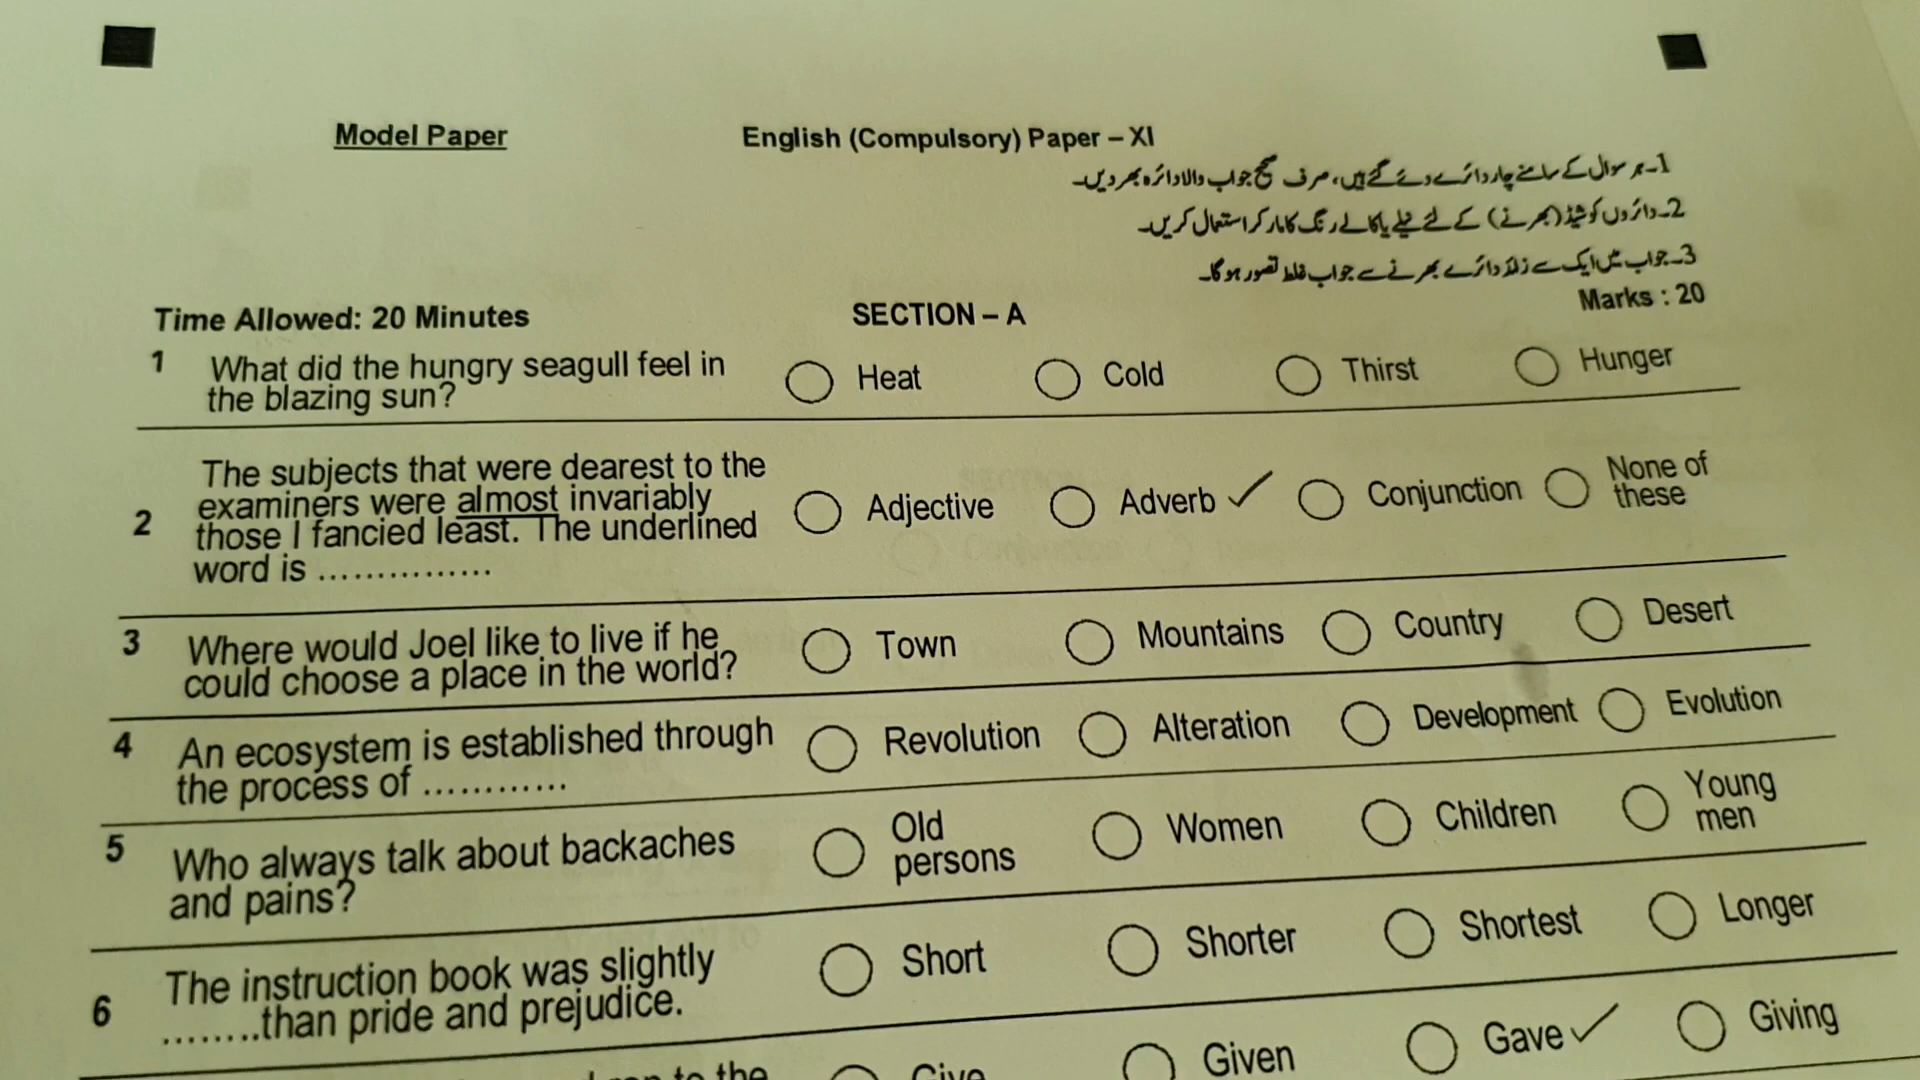 Model Paper
English (Compulsory) Paper – XI
1۔ہر سوال کے سامنے چار دائرے دئے گئے ہیں، صرف صحیح جواب والا دائرہ بھر دیں۔
2۔دائروں کو شیڈ (بھرنے) کے لئے نیلے یا کالے رنگ کا مارکر استعمال کریں۔
3۔جواب میں ایک سے زائد دائرے بھرنے سے جواب غلط تصور ہو گا۔
Time Allowed: 20 Minutes
SECTION – A
Marks : 20
1 What did the hungry seagull feel in
the blazing sun?
Heat Cold Thirst Hunger
The subjects that were dearest to the
examiners were almost invariably
2 those I fancied least. The underlined
word is ...............
Adjective Adverb ✓ Conjunction None of
these
3 Where would Joel like to live if he
could choose a place in the world?
Town Mountains Country Desert
4 An ecosystem is established through
the process of ............
Revolution Alteration Development Evolution
5 Who always talk about backaches
and pains?
Old
persons
Women Children Young
men
6 The instruction book was slightly
.........than pride and prejudice.
Short Shorter Shortest Longer
to the
Give Given Gave ✓ Giving